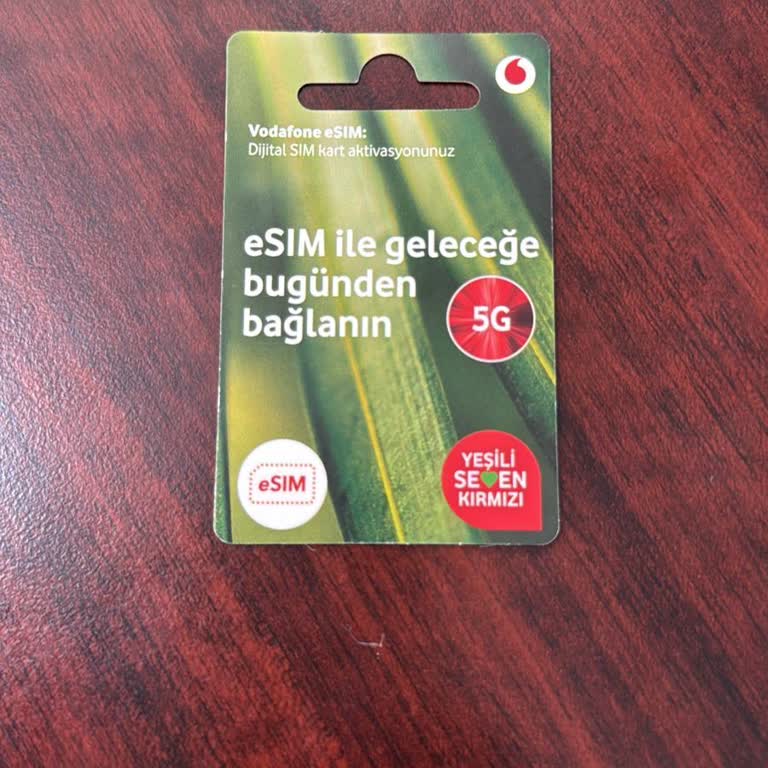 Vodafone eSIM:
Dijital SIM kart aktivasyonunuz
eSIM ile geleceğe
bugünden
bağlanın
5G
eSIM
YEŞİLİ
SEVEN
KIRMIZI